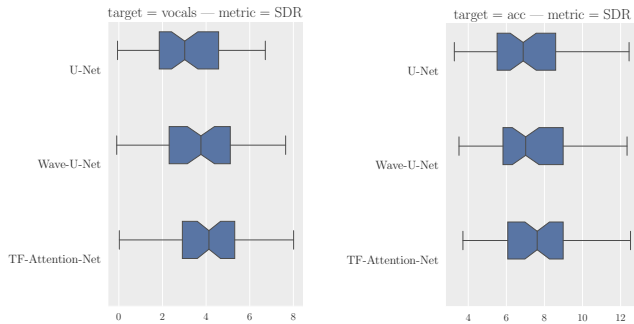 target = vocals — metric = SDR
U-Net
Wave-U-Net
TF-Attention-Net
0 2 4 6 8
target = acc — metric = SDR
U-Net
Wave-U-Net
TF-Attention-Net
4 6 8 10 12